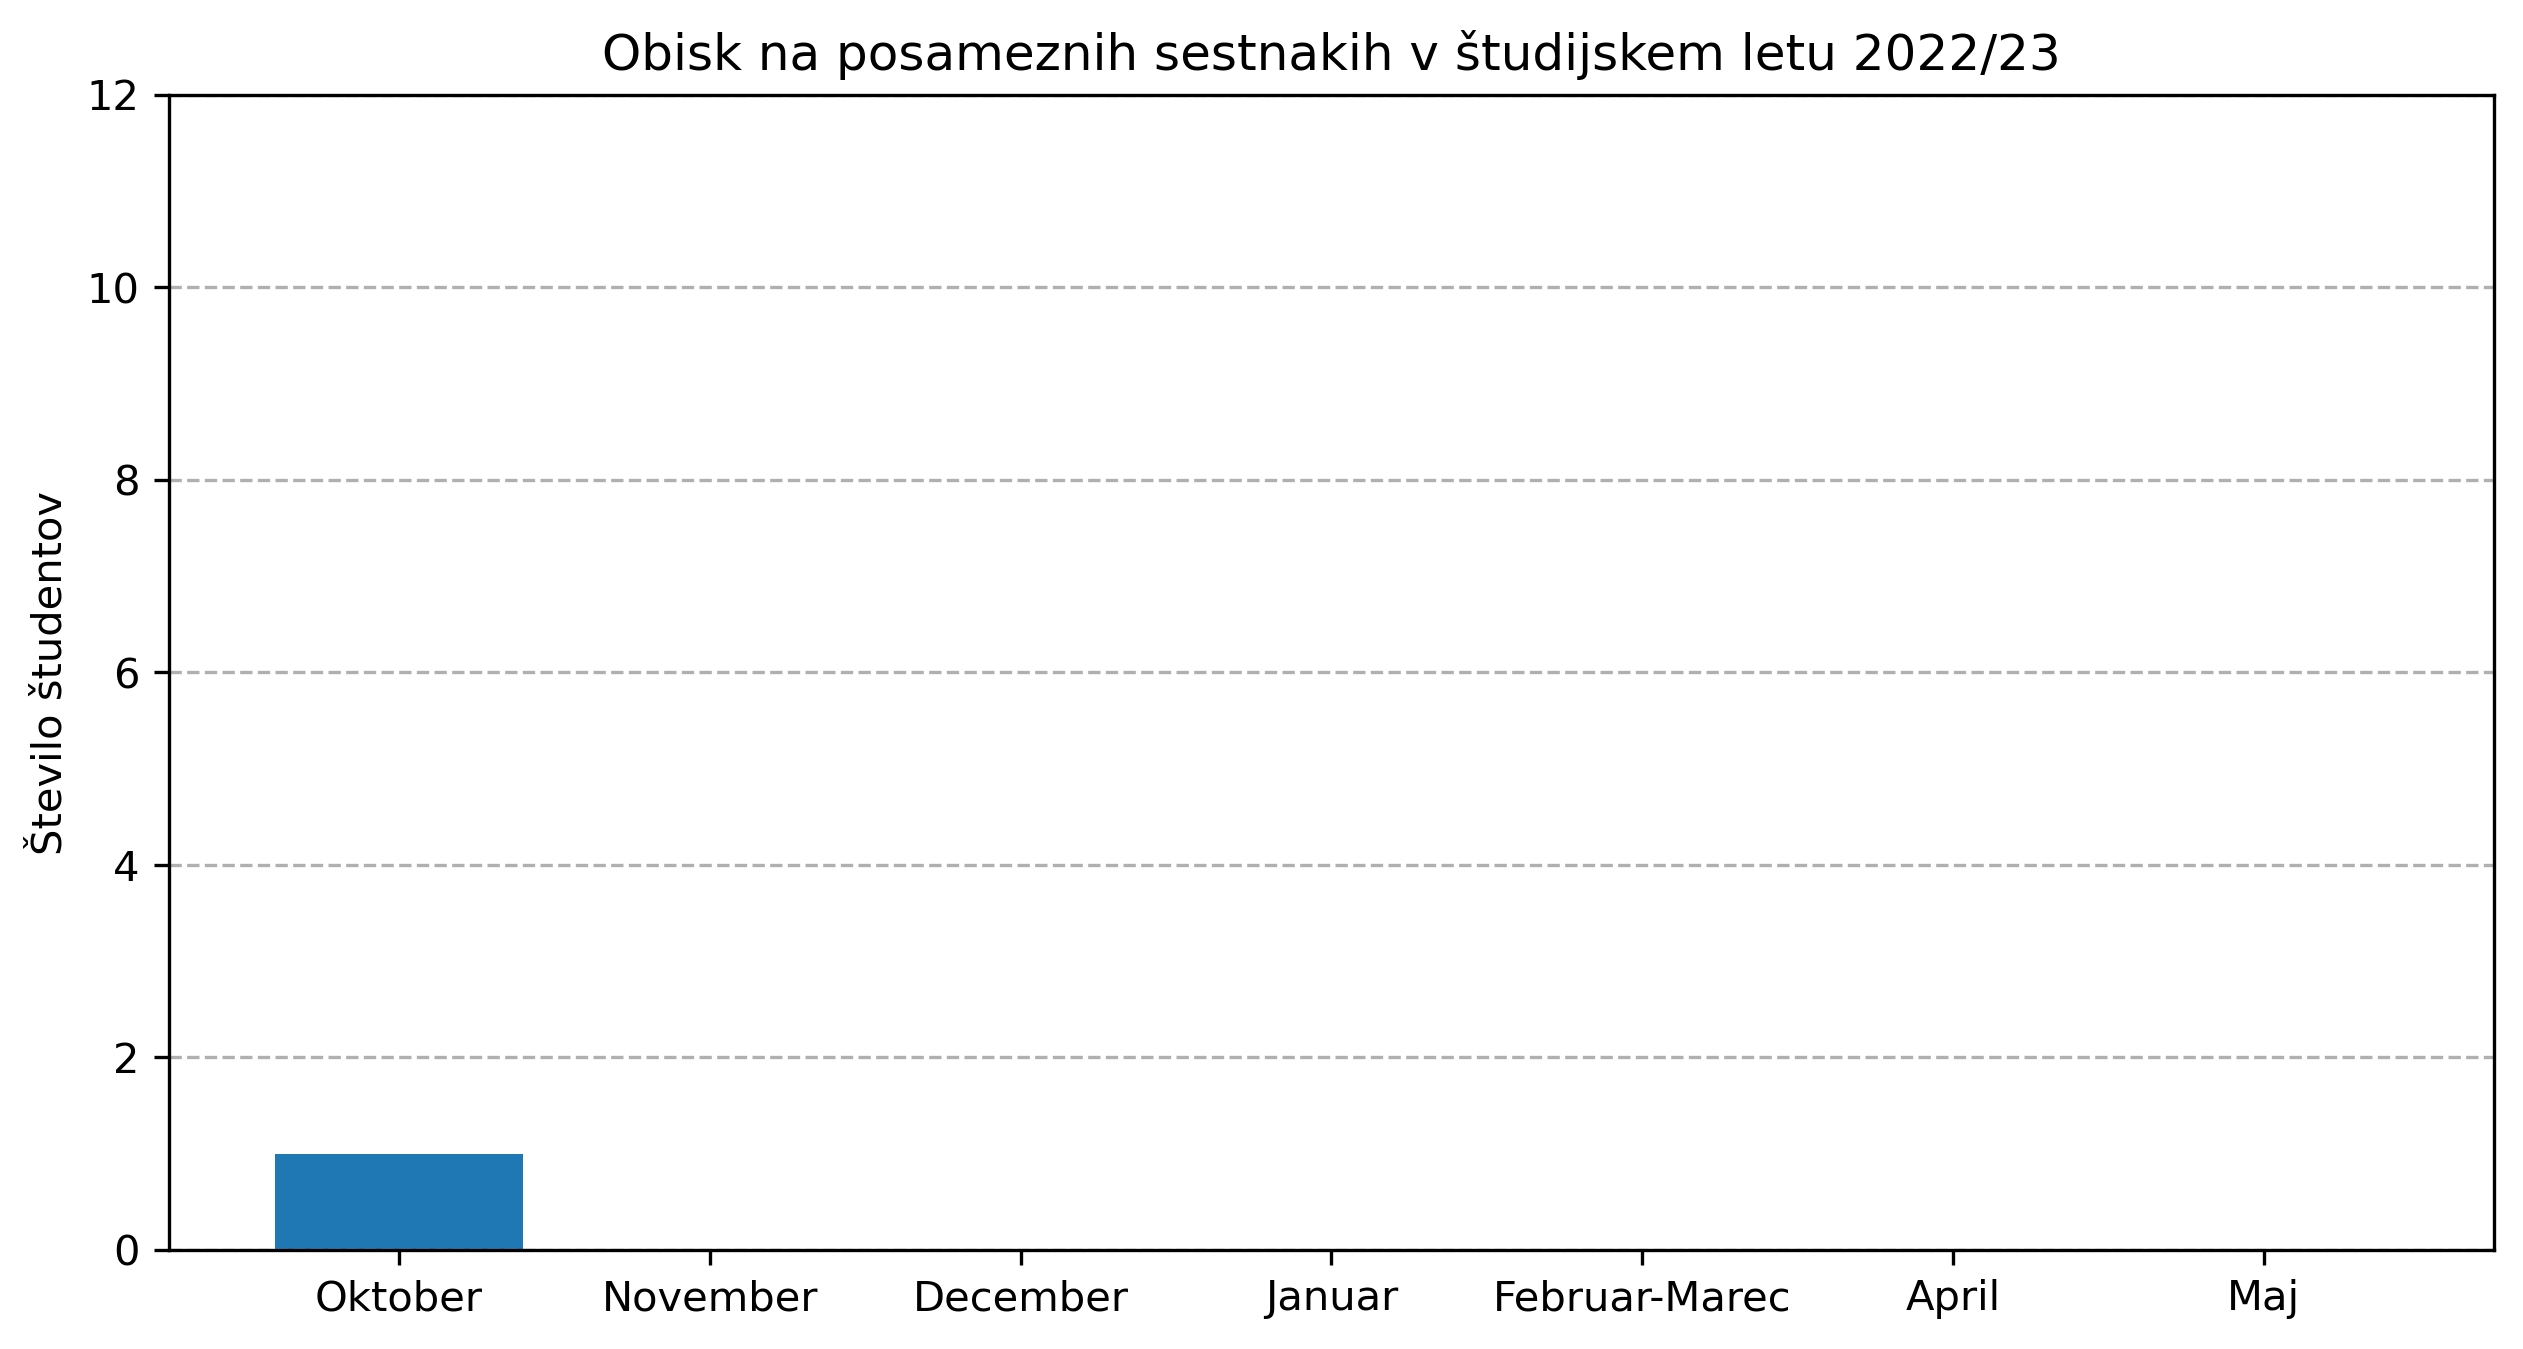 Obisk na posameznih sestnakih v študijskem letu 2022/23
12
10
8
6
4
2
0
Število študentov
Oktober November December Januar Februar-Marec April Maj